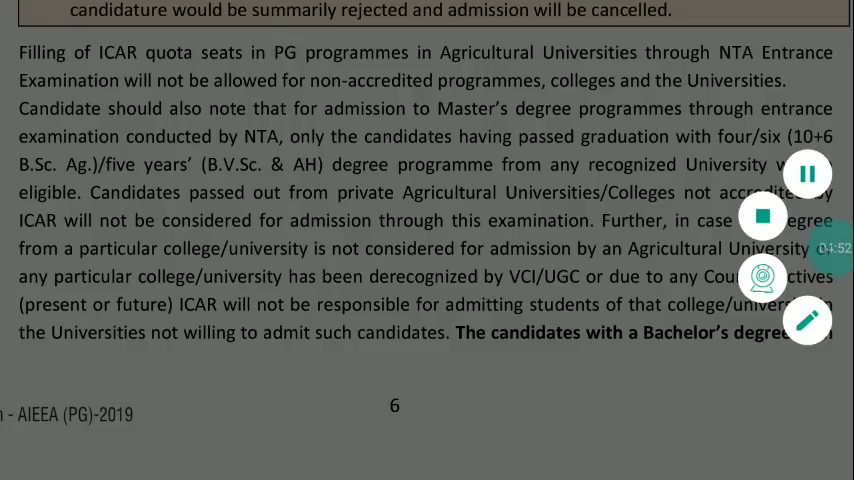 candidature would be summarily rejected and admission will be cancelled.
Filling of ICAR quota seats in PG programmes in Agricultural Universities through NTA Entrance
Examination will not be allowed for non-accredited programmes, colleges and the Universities.
Candidate should also note that for admission to Master's degree programmes through entrance
examination conducted by NTA, only the candidates having passed graduation with four/six (10+6
B.Sc. Ag.)/five years' (B.V.Sc. & AH) degree programme from any recognized University
eligible. Candidates passed out from private Agricultural Universities/Colleges not accredited by
ICAR will not be considered for admission through this examination. Further, in case degree
from a particular college/university is not considered for admission by an Agricultural University
04:52
any particular college/university has been derecognized by VCI/UGC or due to any
(present or future) ICAR will not be responsible for admitting students of that college/university in
the Universities not willing to admit such candidates. The candidates with a Bachelor's degree
6
- AIEEA (PG)-2019